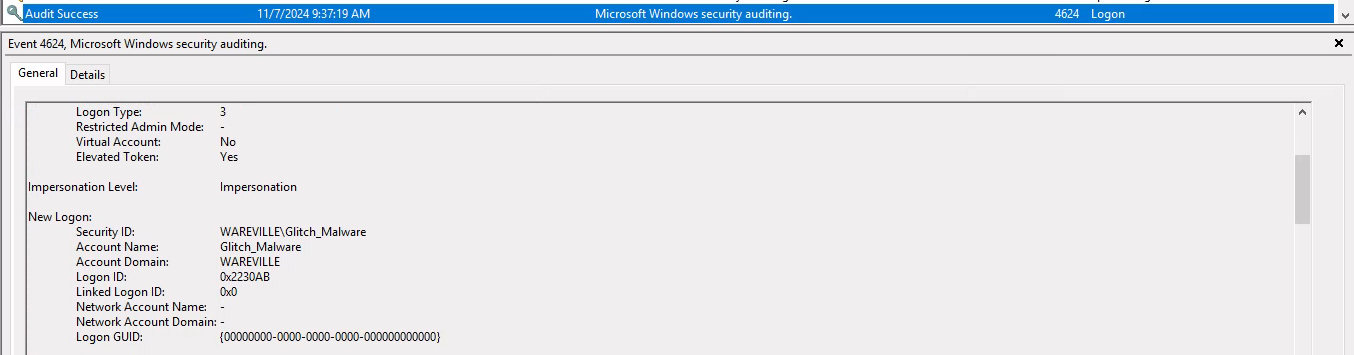 Audit Success 11/7/2024 9:37:19 AM Microsoft Windows security auditing. 4624 Logon
Event 4624, Microsoft Windows security auditing.
General Details
Logon Type: 3
Restricted Admin Mode: -
Virtual Account: No
Elevated Token: Yes
Impersonation Level: Impersonation
New Logon:
Security ID: WAREVILLE\Glitch_Malware
Account Name: Glitch_Malware
Account Domain: WAREVILLE
Logon ID: 0x2230AB
Linked Logon ID: 0x0
Network Account Name: -
Network Account Domain: -
Logon GUID: {00000000-0000-0000-0000-000000000000}